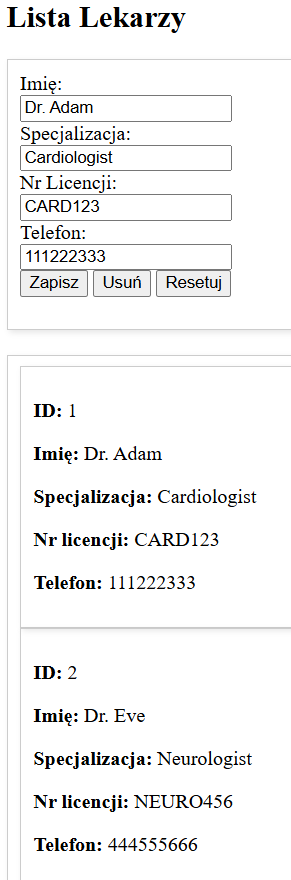 Lista Lekarzy
Imię:
Dr. Adam
Specjalizacja:
Cardiologist
Nr Licencji:
CARD123
Telefon:
111222333
Zapisz Usuń Resetuj
ID: 1
Imię: Dr. Adam
Specjalizacja: Cardiologist
Nr licencji: CARD123
Telefon: 111222333
ID: 2
Imię: Dr. Eve
Specjalizacja: Neurologist
Nr licencji: NEURO456
Telefon: 444555666